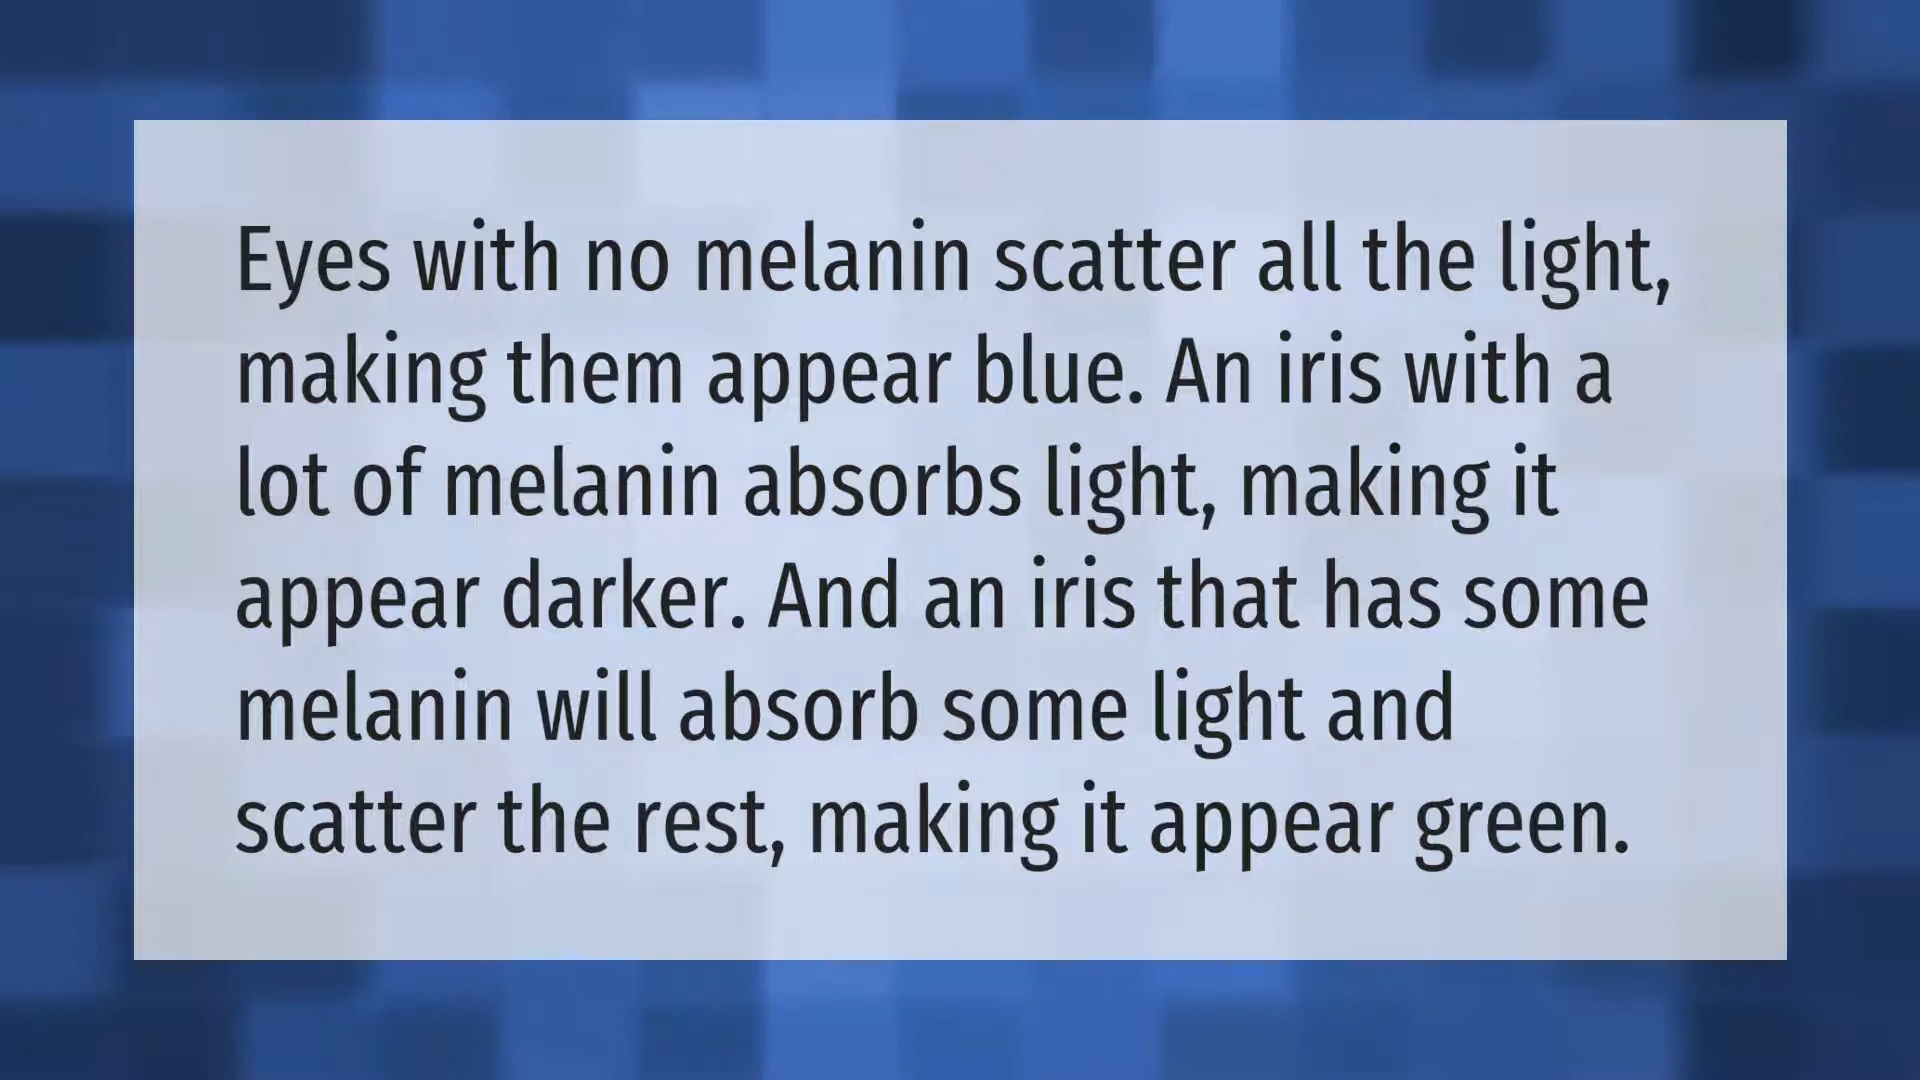 Eyes with no melanin scatter all the light,
making them appear blue. An iris with a
lot of melanin absorbs light, making it
appear darker. And an iris that has some
melanin will absorb some light and
scatter the rest, making it appear green.